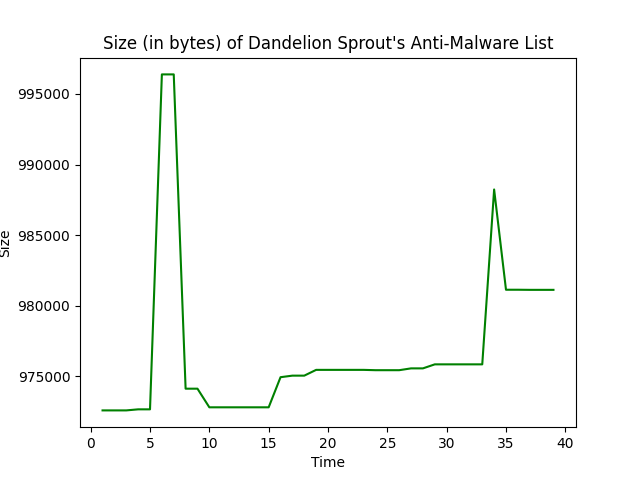 Size (in bytes) of Dandelion Sprout's Anti-Malware List
995000
990000
985000
980000
975000
Size
0 5 10 15 20 25 30 35 40
Time